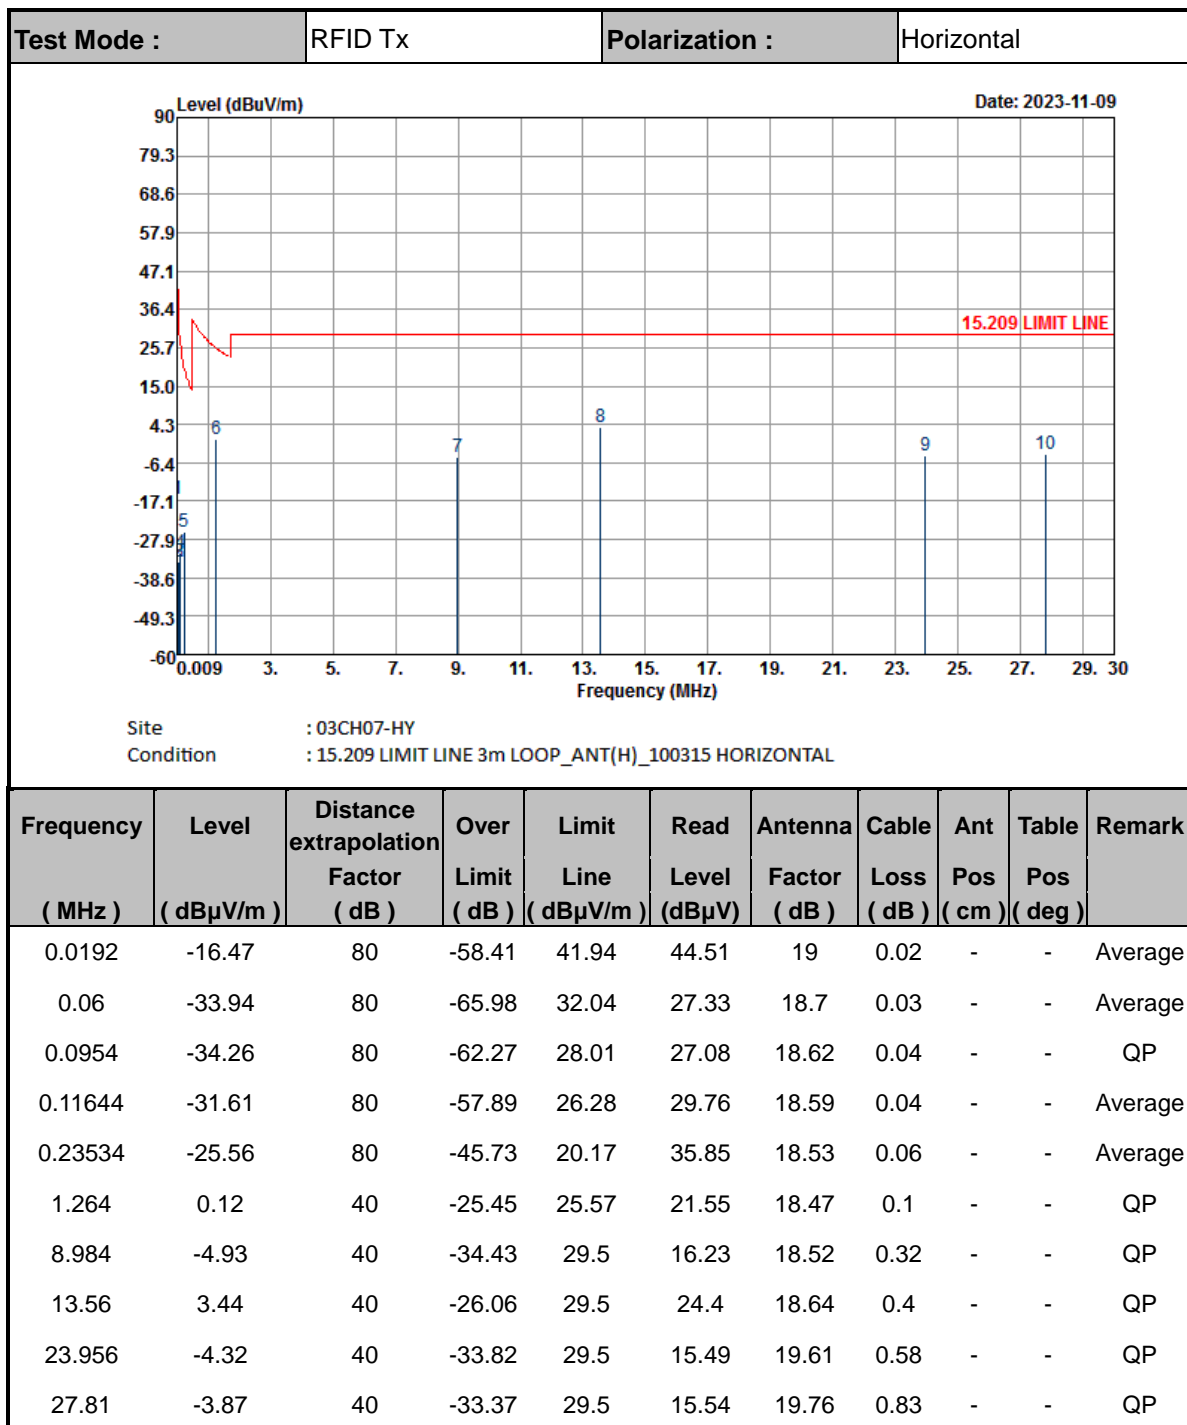 Test Mode : RFID Tx Polarization : Horizontal
Level (dBuV/m) Date: 2023-11-09
90
79.3
68.6
57.9
47.1
36.4
15.209 LIMIT LINE
25.7
15.0
4.3
-6.4
-17.1
-27.9
-38.6
-49.3
-60
5
6
7
8
9
10
0.009 3. 5. 7. 9. 11. 13. 15. 17. 19. 21. 23. 25. 27. 29. 30
Frequency (MHz)
Site : 03CH07-HY
Condition : 15.209 LIMIT LINE 3m LOOP_ANT(H)_100315 HORIZONTAL
Frequency Level Distance extrapolation Over Limit Read Antenna Cable Ant Table Remark
Factor Limit Line Level Factor Loss Pos Pos
( MHz ) ( dBµV/m ) ( dB ) ( dB ) ( dBµV/m ) (dBµV) ( dB ) ( dB ) ( cm ) ( deg )
0.0192 -16.47 80 -58.41 41.94 44.51 19 0.02 - - Average
0.06 -33.94 80 -65.98 32.04 27.33 18.7 0.03 - - Average
0.0954 -34.26 80 -62.27 28.01 27.08 18.62 0.04 - - QP
0.11644 -31.61 80 -57.89 26.28 29.76 18.59 0.04 - - Average
0.23534 -25.56 80 -45.73 20.17 35.85 18.53 0.06 - - Average
1.264 0.12 40 -25.45 25.57 21.55 18.47 0.1 - - QP
8.984 -4.93 40 -34.43 29.5 16.23 18.52 0.32 - - QP
13.56 3.44 40 -26.06 29.5 24.4 18.64 0.4 - - QP
23.956 -4.32 40 -33.82 29.5 15.49 19.61 0.58 - - QP
27.81 -3.87 40 -33.37 29.5 15.54 19.76 0.83 - - QP